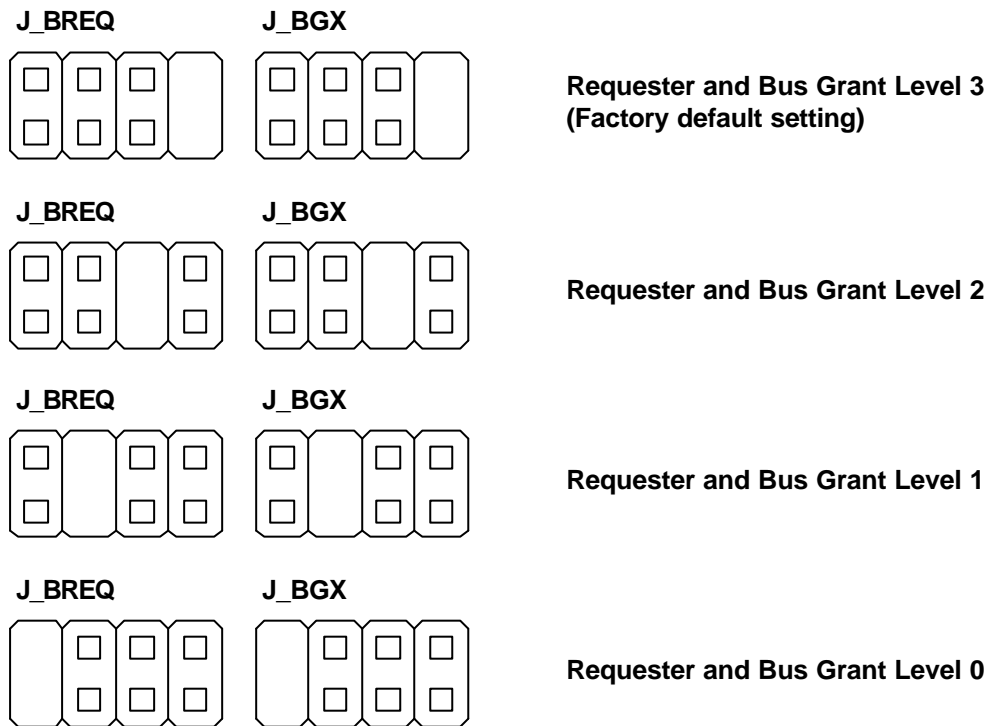 J_BREQ J_BGX
Requester and Bus Grant Level 3
(Factory default setting)
J_BREQ J_BGX
Requester and Bus Grant Level 2
J_BREQ J_BGX
Requester and Bus Grant Level 1
J_BREQ J_BGX
Requester and Bus Grant Level 0